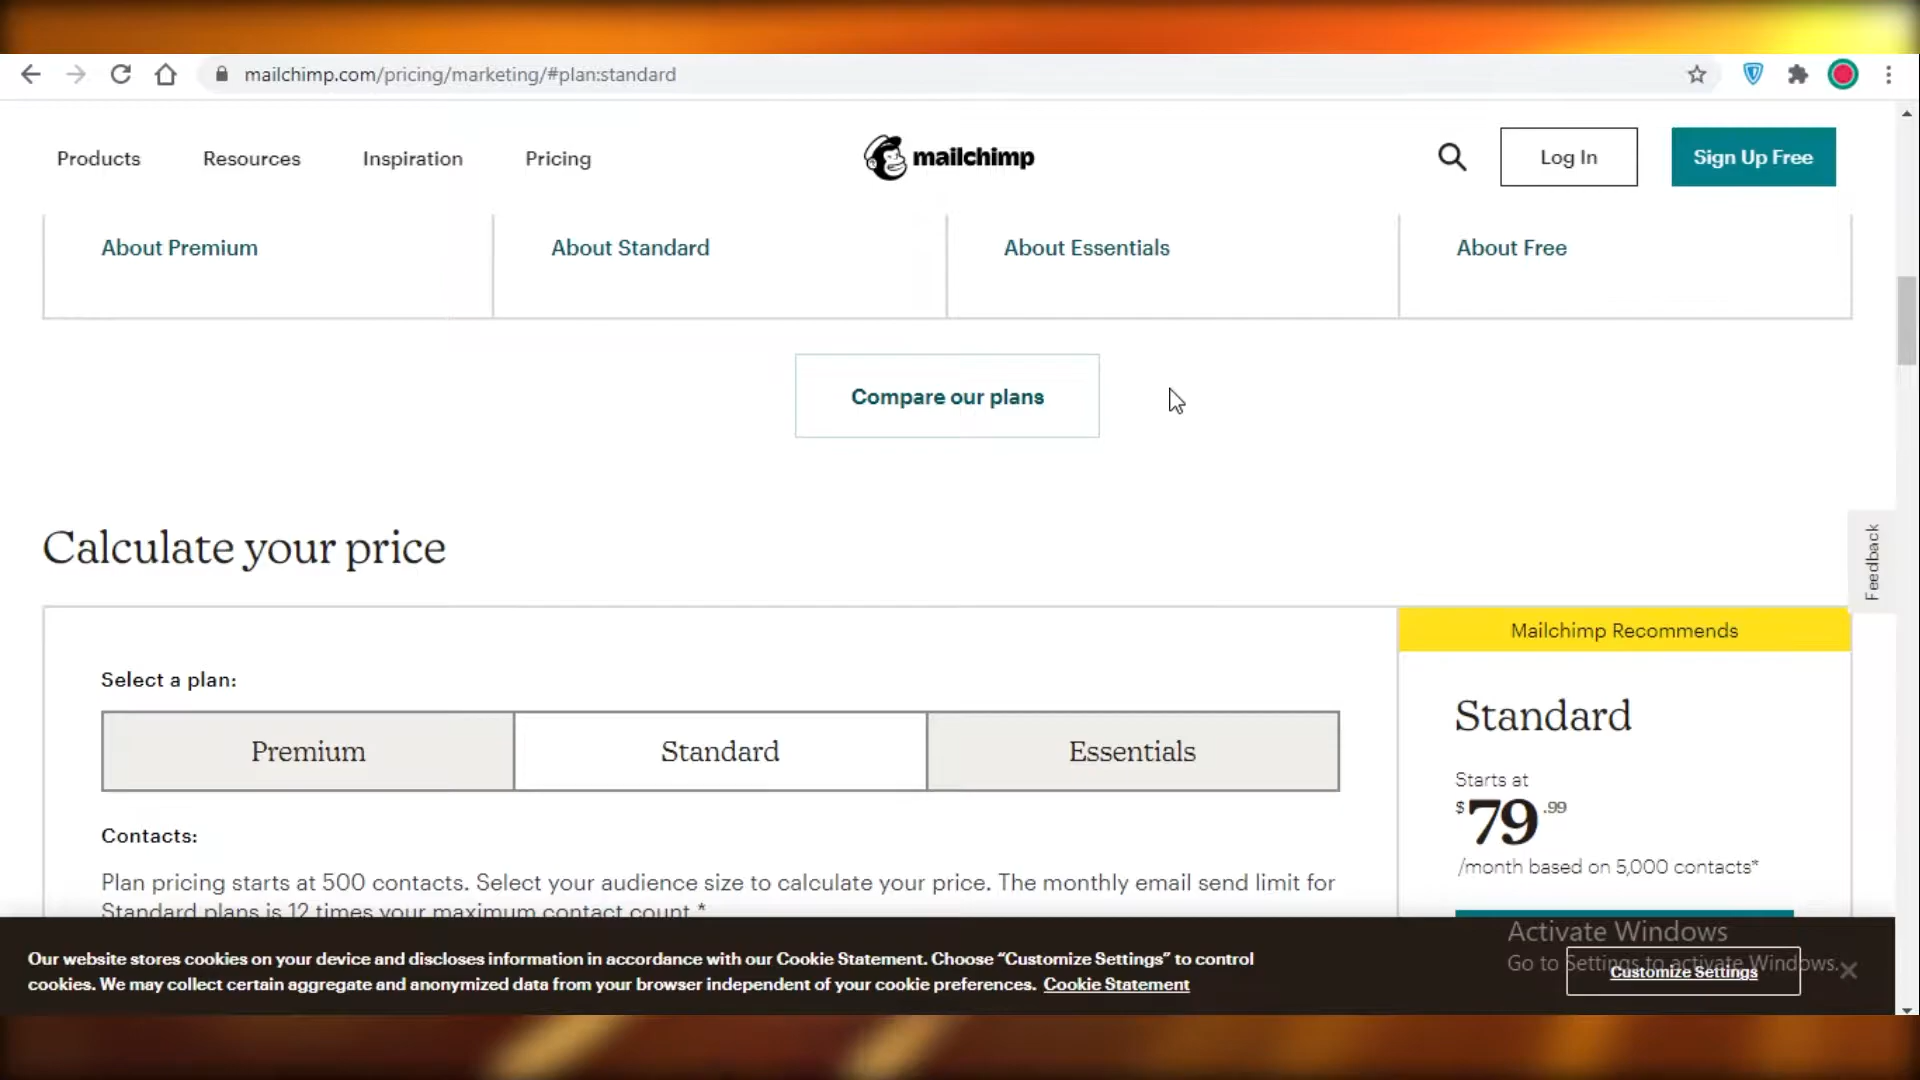 mailchimp.com/pricing/marketing/#plan:standard
Products
Resources
Inspiration
Pricing
mailchimp
Log In
Sign Up Free
About Premium
About Standard
About Essentials
About Free
Compare our plans
Feedback
Calculate your price
Mailchimp Recommends
Select a plan:
Premium
Standard
Essentials
Standard
Starts at
$79.99
/month based on 5,000 contacts*
Contacts:
Plan pricing starts at 500 contacts. Select your audience size to calculate your price. The monthly email send limit for
Standard plans is 12 times your maximum contact count.*
Our website stores cookies on your device and discloses information in accordance with our Cookie Statement. Choose “Customize Settings” to control
cookies. We may collect certain aggregate and anonymized data from your browser independent of your cookie preferences. Cookie Statement
Customize Settings
Activate Windows
Go to Settings to activate Windows.